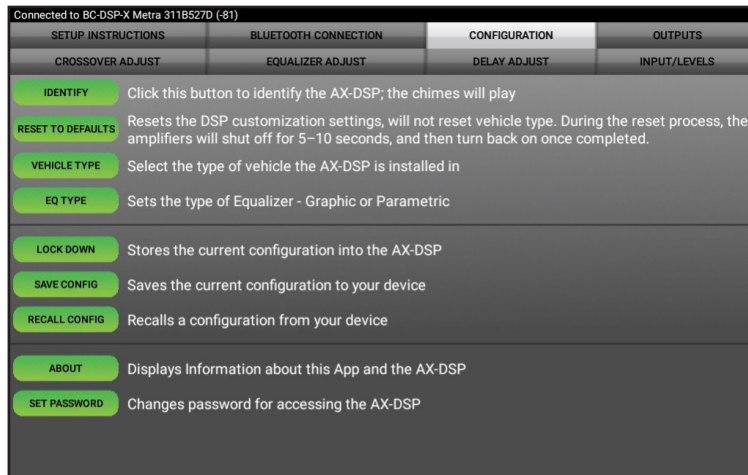 Connected to BC-DSP-X Metra 311B527D (-81)
SETUP INSTRUCTIONS
BLUETOOTH CONNECTION
CONFIGURATION
OUTPUTS
CROSSOVER ADJUST
EQUALIZER ADJUST
DELAY ADJUST
INPUT/LEVELS
IDENTIFY
Click this button to identify the AX-DSP; the chimes will play
RESET TO DEFAULTS
Resets the DSP customization settings, will not reset vehicle type. During the reset process, the
amplifiers will shut off for 5–10 seconds, and then turn back on once completed.
VEHICLE TYPE
Select the type of vehicle the AX-DSP is installed in
EQ TYPE
Sets the type of Equalizer - Graphic or Parametric
LOCK DOWN
Stores the current configuration into the AX-DSP
SAVE CONFIG
Saves the current configuration to your device
RECALL CONFIG
Recalls a configuration from your device
ABOUT
Displays Information about this App and the AX-DSP
SET PASSWORD
Changes password for accessing the AX-DSP